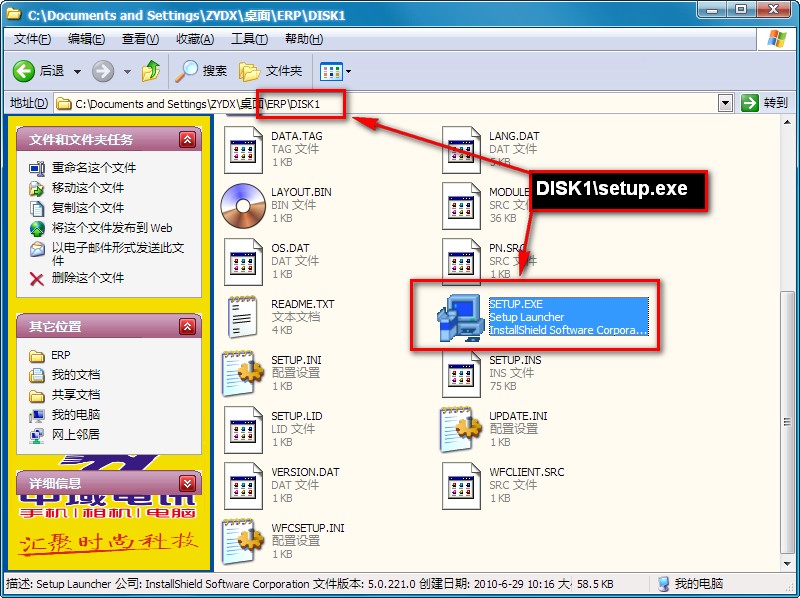 C:\Documents and Settings\ZYDX\桌面\ERP\DISK1
文件(F) 编辑(E) 查看(V) 收藏(A) 工具(T) 帮助(H)
后退 搜索 文件夹
地址(D) C:\Documents and Settings\ZYDX\桌面\ERP\DISK1 转到
文件和文件夹任务
重命名这个文件
移动这个文件
复制这个文件
将这个文件发布到 Web
以电子邮件形式发送此文
件
删除这个文件
其它位置
ERP
我的文档
共享文档
我的电脑
网上邻居
详细信息
中域电讯
手机|相机|电脑
汇聚时尚科技
DATA.TAG
TAG 文件
1 KB
LANG.DAT
DAT 文件
5 KB
LAYOUT.BIN
BIN 文件
1 KB
MODULE
SRC 文
36 KB
DISK1\setup.exe
OS.DAT
DAT 文件
1 KB
PN.SRC
SRC 文件
1 KB
README.TXT
文本文档
4 KB
SETUP.EXE
Setup Launcher
InstallShield Software Corpora...
SETUP.INI
配置设置
1 KB
SETUP.INS
INS 文件
75 KB
SETUP.LID
LID 文件
1 KB
UPDATE.INI
配置设置
1 KB
VERSION.DAT
DAT 文件
1 KB
WFCLIENT.SRC
SRC 文件
1 KB
WFCSETUP.INI
配置设置
1 KB
描述: Setup Launcher 公司: InstallShield Software Corporation 文件版本: 5.0.221.0 创建日期: 2010-6-29 10:16 大 58.5 KB 我的电脑